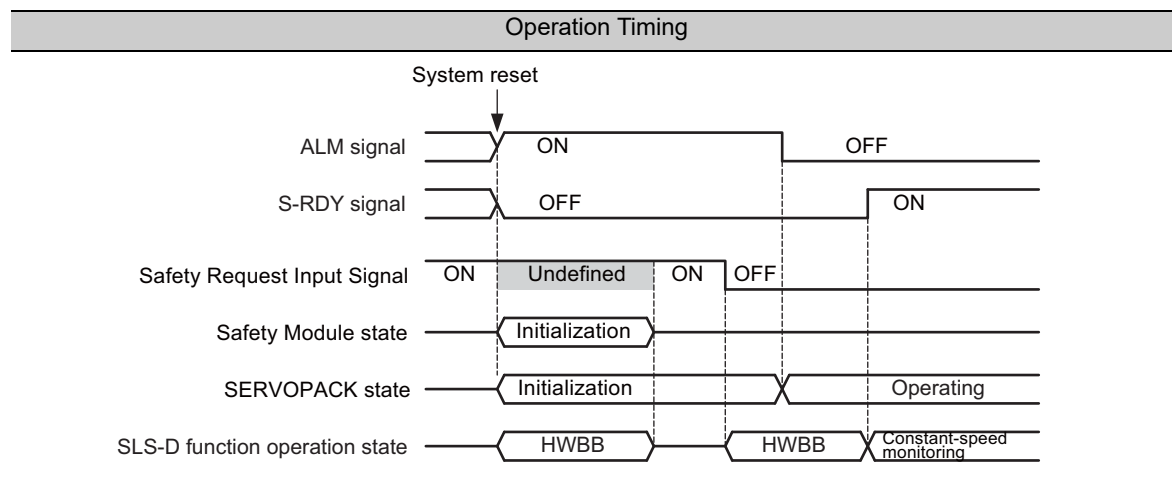 Operation Timing
System reset
ALM signal ON OFF
S-RDY signal OFF ON
Safety Request Input Signal ON Undefined ON OFF
Safety Module state Initialization
SERVOPACK state Initialization Operating
SLS-D function operation state HWBB HWBB Constant-speed
monitoring